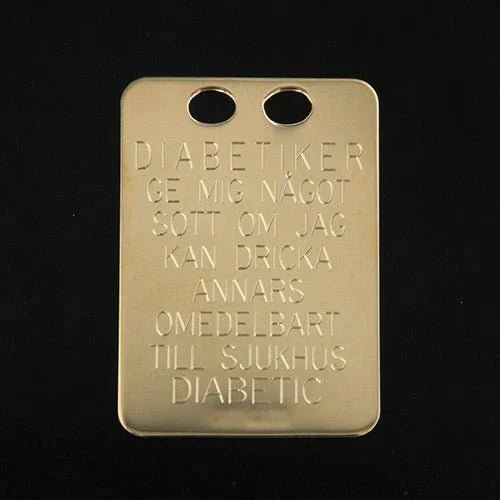 DIABETIKER
GE MIG NÅGOT
SÖTT OM JAG
KAN DRICKA
ANNARS
OMEDELBART
TILL SJUKHUS
DIABETIC